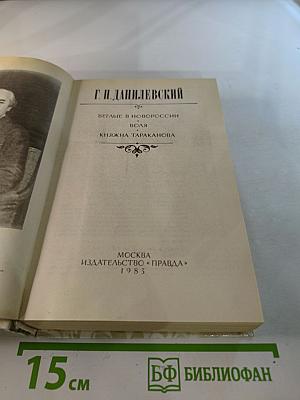 Г. П. ДАНИЛЕВСКИЙ
БЕГЛЫЕ В НОВОРОССИИ
ВОЛЯ
КНЯЖНА ТАРАКАНОВА
МОСКВА
ИЗДАТЕЛЬСТВО «ПРАВДА»
1983
15 см
БФ БИБЛИОФАН